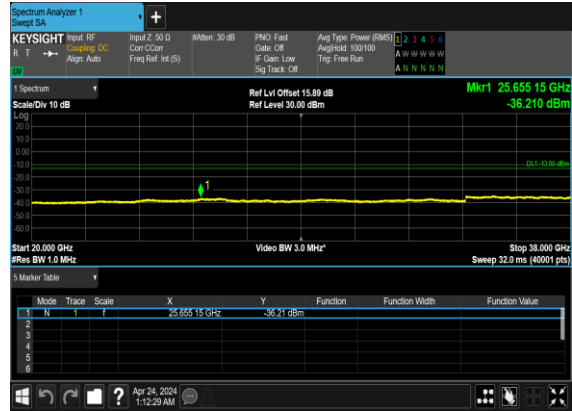 Spectrum Analyzer 1
Swept SA
+
KEYSIGHT Input: RF Input Z: 50 Ω #Atten: 30 dB PNO: Fast Avg Type: Power (RMS) 1 2 3 4 5 6
R T Coupling: DC Corr CCorr Gate: Off Avg|Hold: 100/100 A W W W W W
Align: Auto Freq Ref: Int (S) IF Gain: Low Trig: Free Run
Sig Track: Off A N N N N N
1 Spectrum Ref Lvl Offset 15.89 dB Mkr1 25.655 15 GHz
Scale/Div 10 dB Ref Level 30.00 dBm -36.210 dBm
Log
20.0
10.0
0.00
-10.0
DL1 -13.00 dBm
-20.0
1
-30.0
-40.0
-50.0
-60.0
Start 20.000 GHz Video BW 3.0 MHz* Stop 38.000 GHz
#Res BW 1.0 MHz Sweep 32.0 ms (40001 pts)
5 Marker Table
Mode Trace Scale X Y Function Function Width Function Value
1 N 1 f 25.655 15 GHz -36.21 dBm
2
3
4
5
6
? Apr 24, 2024
1:12:29 AM